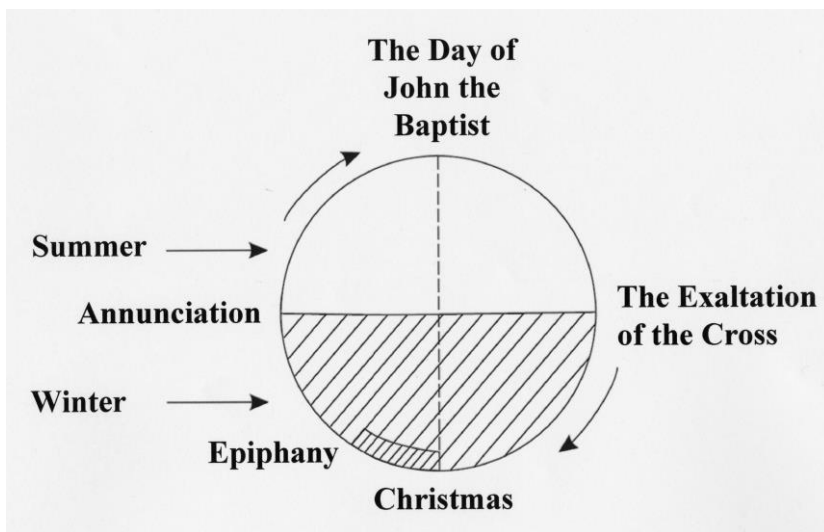 The Day of
John the
Baptist
Summer
Annunciation
The Exaltation
of the Cross
Winter
Epiphany
Christmas